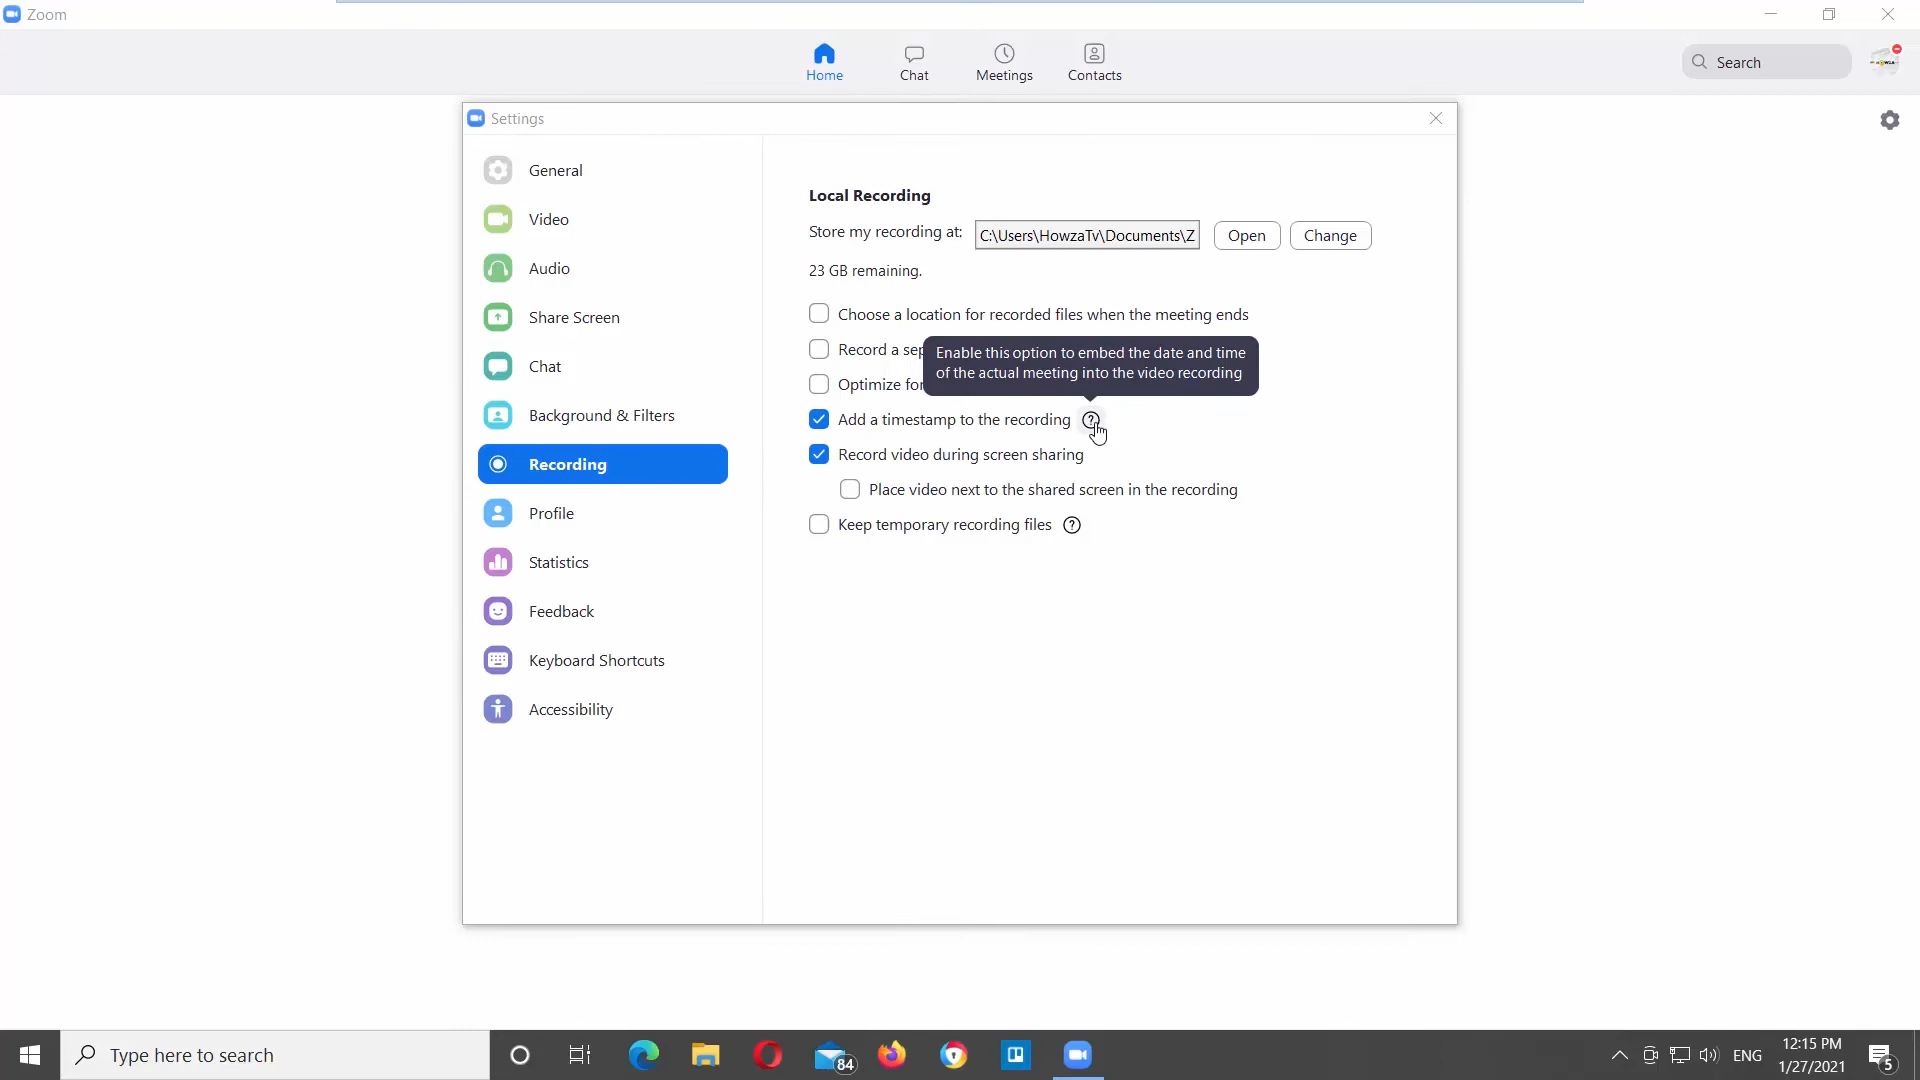 Zoom
Home
Chat
Meetings
Contacts
Search
Settings
General
Video
Audio
Share Screen
Chat
Background & Filters
Recording
Profile
Statistics
Feedback
Keyboard Shortcuts
Accessibility
Local Recording
Store my recording at: C:\Users\HowzaTv\Documents\Z Open Change
23 GB remaining.
Choose a location for recorded files when the meeting ends
Record a
Enable this option to embed the date and time
of the actual meeting into the video recording
Optimize for
Add a timestamp to the recording ?
Record video during screen sharing
Place video next to the shared screen in the recording
Keep temporary recording files ?
Type here to search
84
ENG
12:15 PM
1/27/2021
5